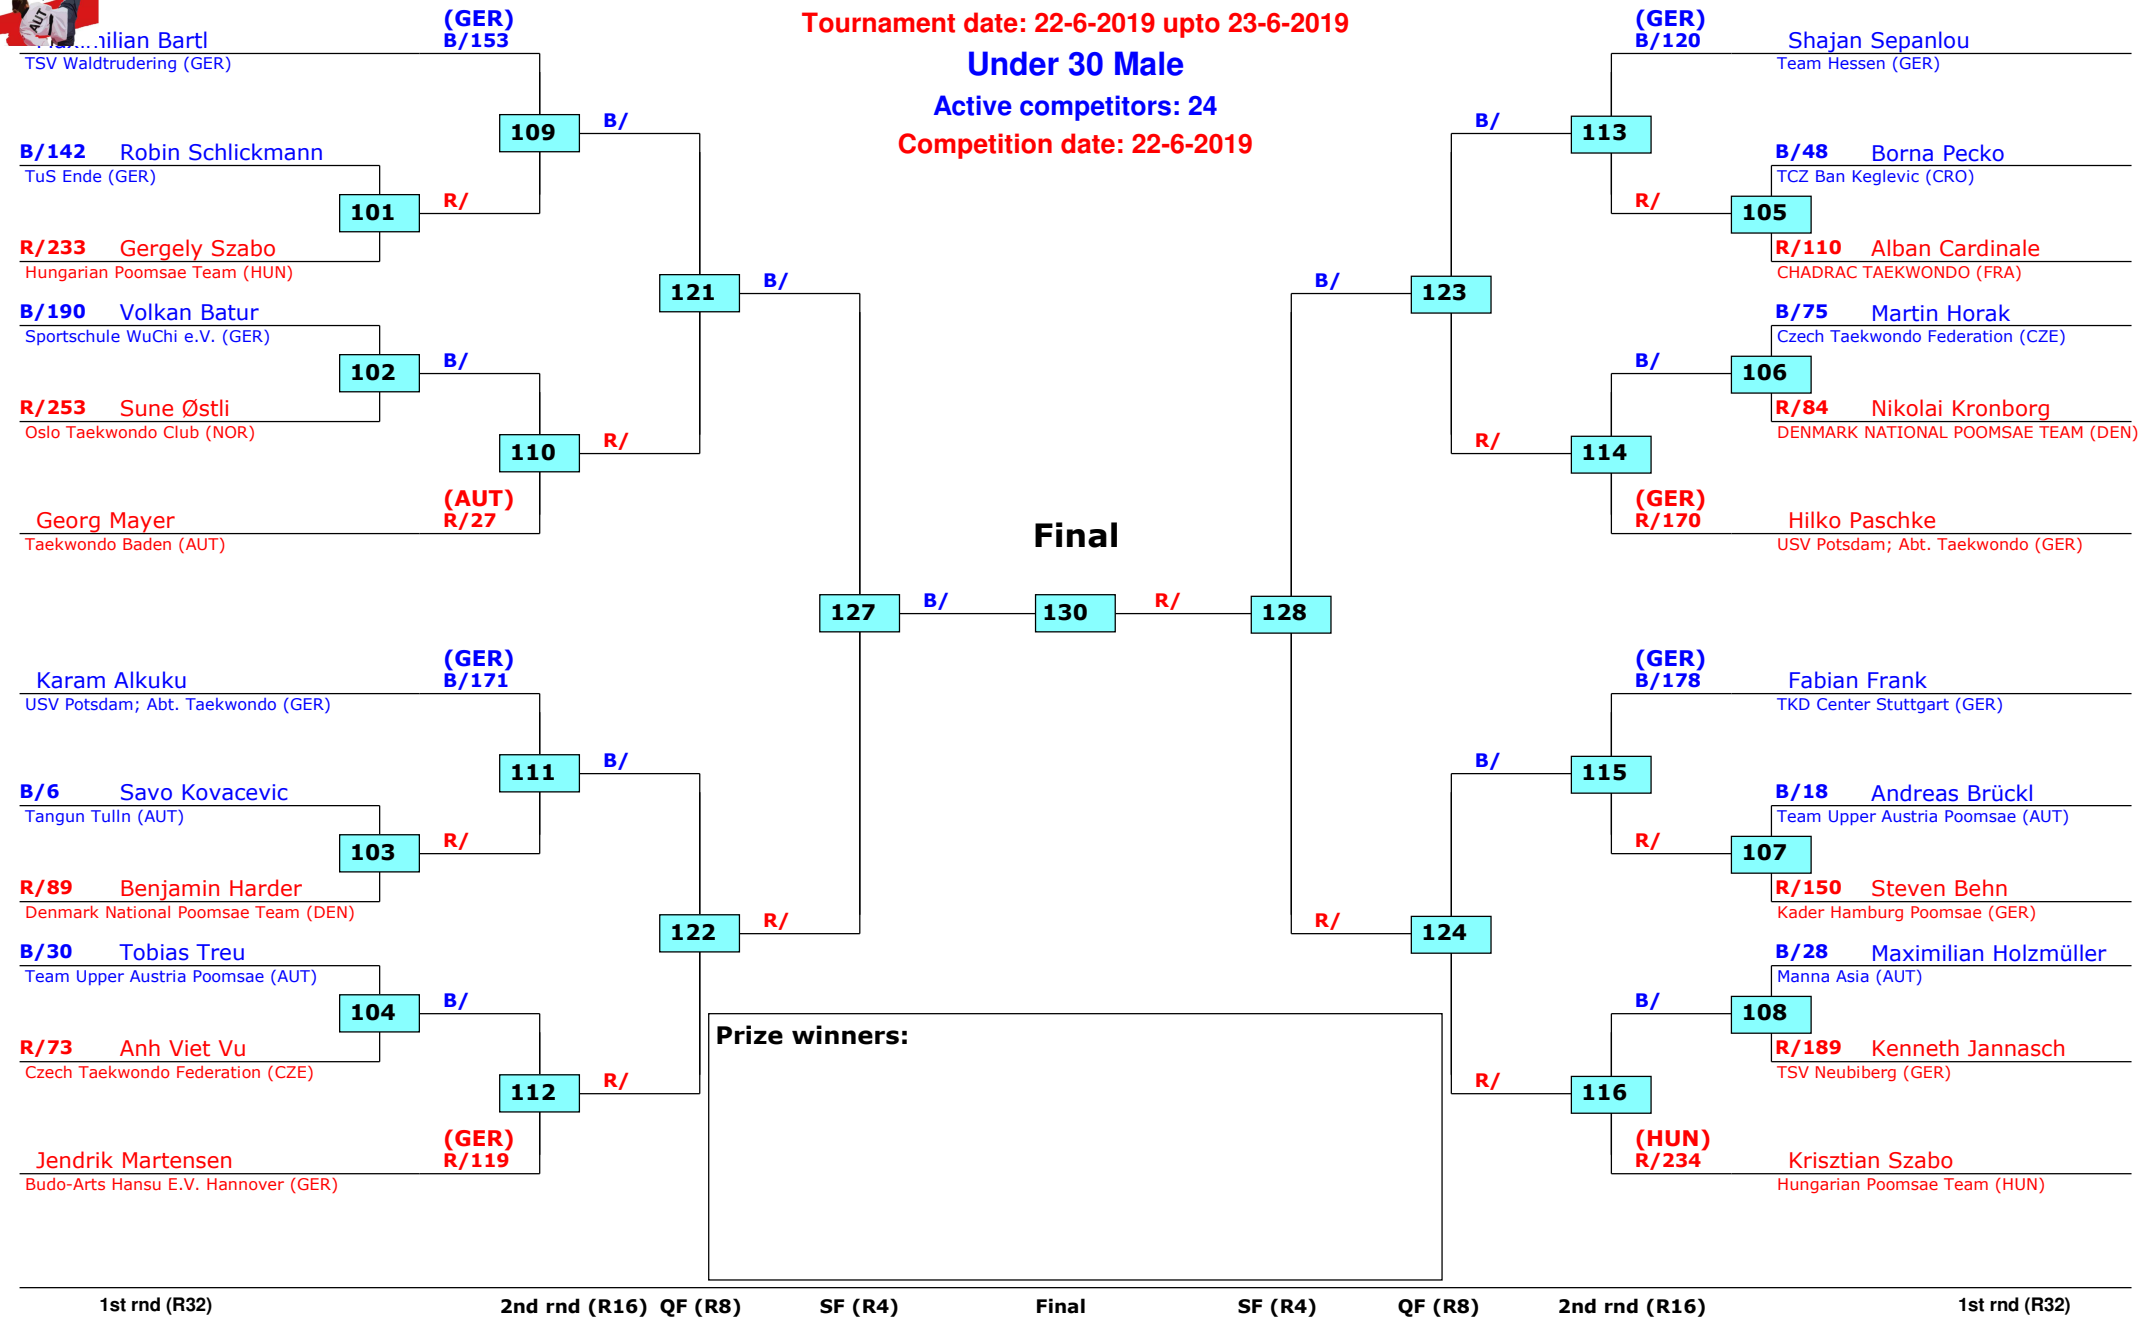 Tournament date: 22-6-2019 upto 23-6-2019
Under 30 Male
Active competitors: 24
Competition date: 22-6-2019
AUT
(GER)
Bartl
B/153
TSV Waldtrudering (GER)
109
B/
B/142 Robin Schlickmann
TuS Ende (GER)
101
R/
R/233 Gergely Szabo
Hungarian Poomsae Team (HUN)
121
B/
B/190 Volkan Batur
Sportschule WuChi e.V. (GER)
102
B/
R/253 Sune Østli
Oslo Taekwondo Club (NOR)
110
R/
(AUT)
Georg Mayer
R/27
Taekwondo Baden (AUT)
127
B/
(GER)
Karam Alkuku
B/171
USV Potsdam; Abt. Taekwondo (GER)
111
B/
B/6 Savo Kovacevic
Tangun Tulln (AUT)
103
R/
R/89 Benjamin Harder
Denmark National Poomsae Team (DEN)
122
R/
B/30 Tobias Treu
Team Upper Austria Poomsae (AUT)
104
B/
R/73 Anh Viet Vu
Czech Taekwondo Federation (CZE)
112
R/
(GER)
Jendrik Martensen
R/119
Budo-Arts Hansu E.V. Hannover (GER)
Final
130
R/
128
(GER)
B/120 Shajan Sepanlou
Team Hessen (GER)
B/
113
B/48 Borna Pecko
TCZ Ban Keglevic (CRO)
R/
105
R/110 Alban Cardinale
CHADRAC TAEKWONDO (FRA)
B/
123
B/75 Martin Horak
Czech Taekwondo Federation (CZE)
B/
106
R/84 Nikolai Kronborg
DENMARK NATIONAL POOMSAE TEAM (DEN)
R/
114
(GER)
R/170 Hilko Paschke
USV Potsdam; Abt. Taekwondo (GER)
(GER)
B/178 Fabian Frank
TKD Center Stuttgart (GER)
B/
115
B/18 Andreas Brückl
Team Upper Austria Poomsae (AUT)
R/
107
R/150 Steven Behn
Kader Hamburg Poomsae (GER)
R/
124
B/28 Maximilian Holzmüller
Manna Asia (AUT)
B/
108
R/189 Kenneth Jannasch
TSV Neubiberg (GER)
R/
116
(HUN)
R/234 Krisztian Szabo
Hungarian Poomsae Team (HUN)
Prize winners:
1st rnd (R32) 2nd rnd (R16) QF (R8) SF (R4) Final SF (R4) QF (R8) 2nd rnd (R16) 1st rnd (R32)